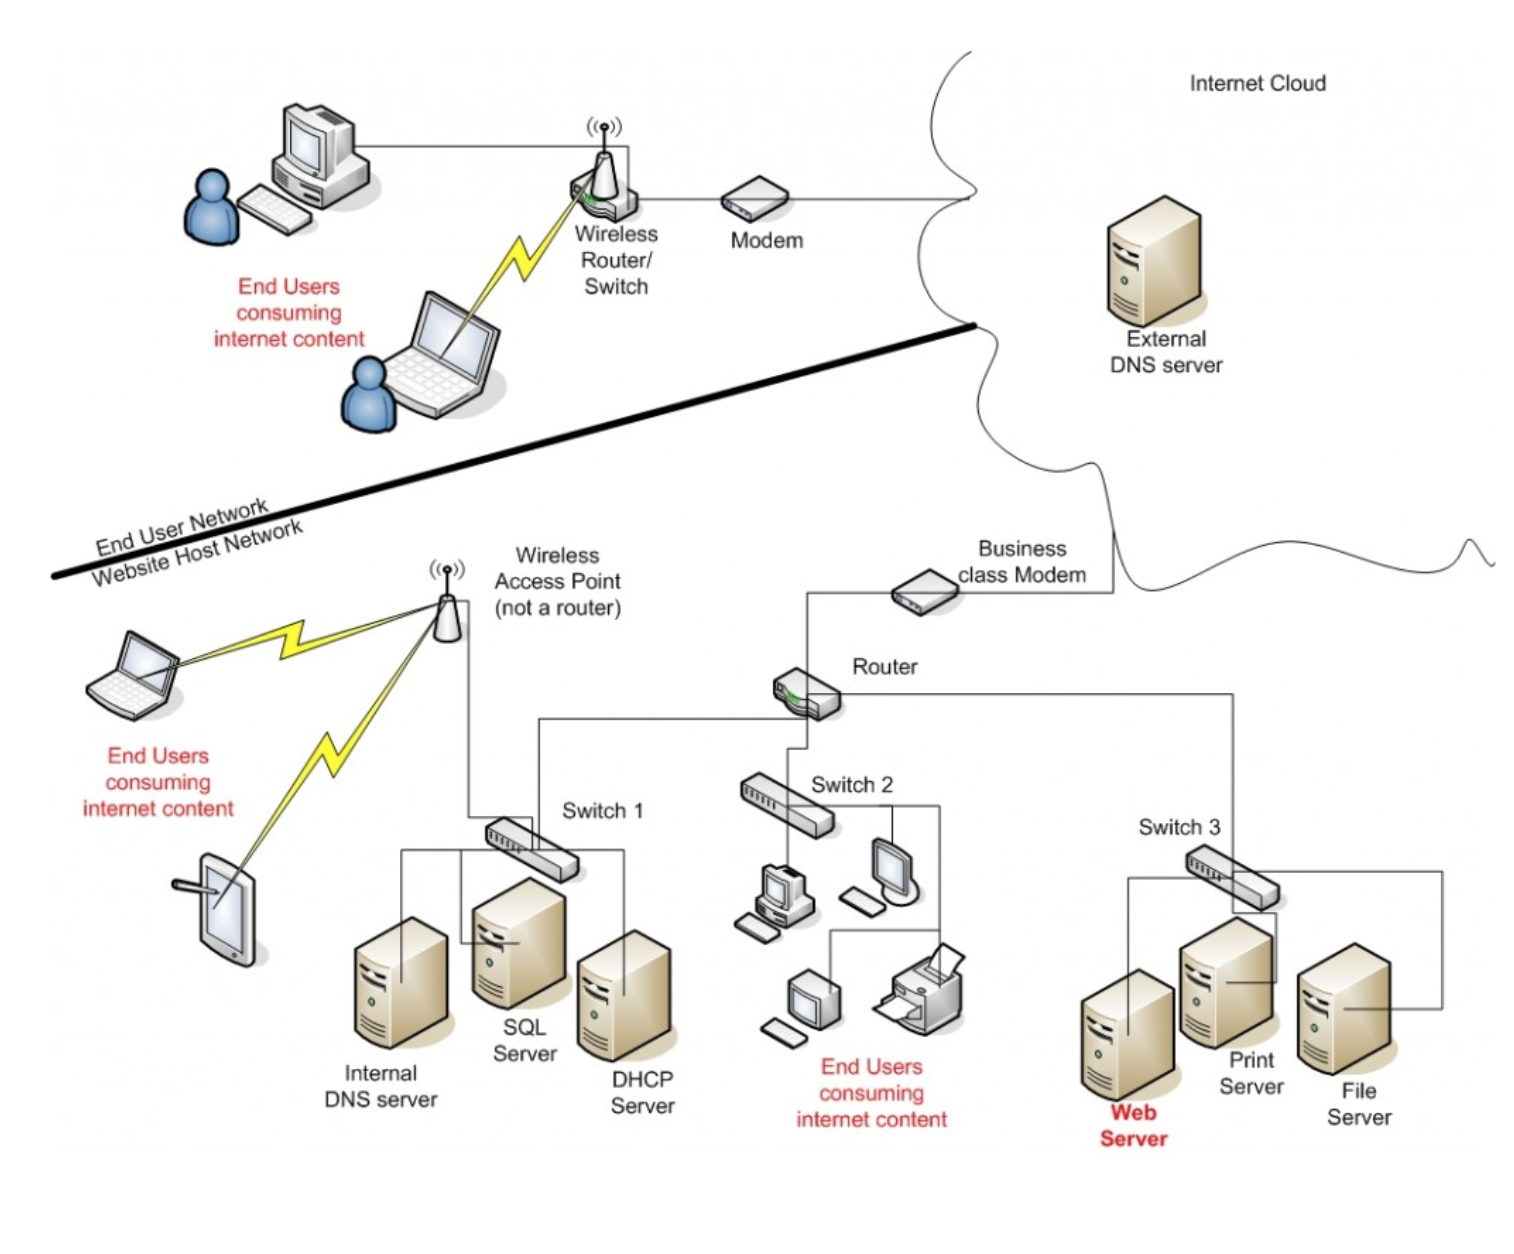 Internet Cloud
Wireless
Router/
Switch
Modem
End Users
consuming
internet content
External
DNS server
End User Network
Website Host Network
Wireless
Access Point
(not a router)
Business
class Modem
Router
End Users
consuming
internet content
Switch 1
Switch 2
Switch 3
Internal
DNS server
SQL
Server
DHCP
Server
End Users
consuming
internet content
Web
Server
Print
Server
File
Server